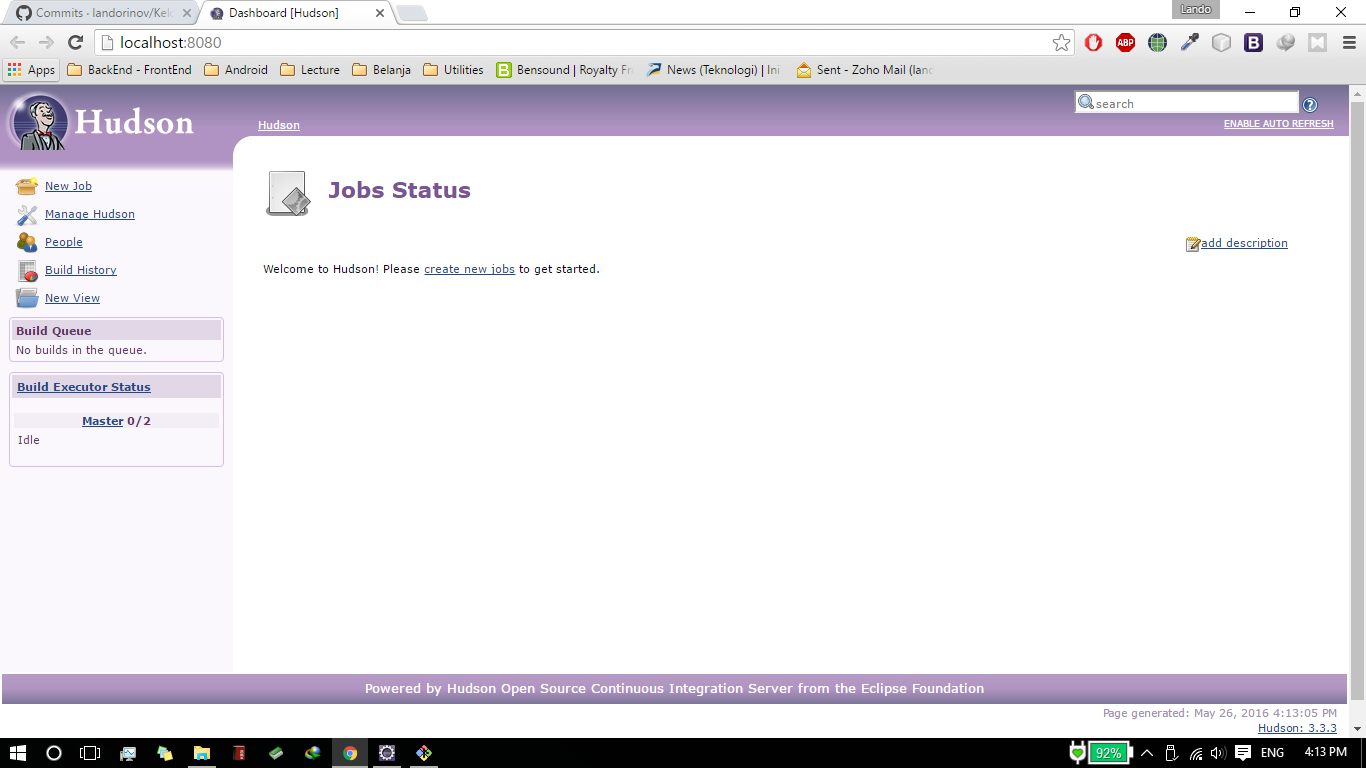 Commits · landorinov/Kel
Dashboard [Hudson]
Lando
localhost:8080
ABP
B
Apps
BackEnd - FrontEnd
Android
Lecture
Belanja
Utilities
B
Bensound | Royalty Fr
News (Teknologi) | Ini
Sent - Zoho Mail (land
Hudson
Hudson
search
?
ENABLE AUTO REFRESH
New Job
Manage Hudson
People
Build History
New View
Build Queue
No builds in the queue.
Build Executor Status
Master 0/2
Idle
Jobs Status
add description
Welcome to Hudson! Please create new jobs to get started.
Powered by Hudson Open Source Continuous Integration Server from the Eclipse Foundation
Page generated: May 26, 2016 4:13:05 PM
Hudson: 3.3.3
92%
ENG
4:13 PM